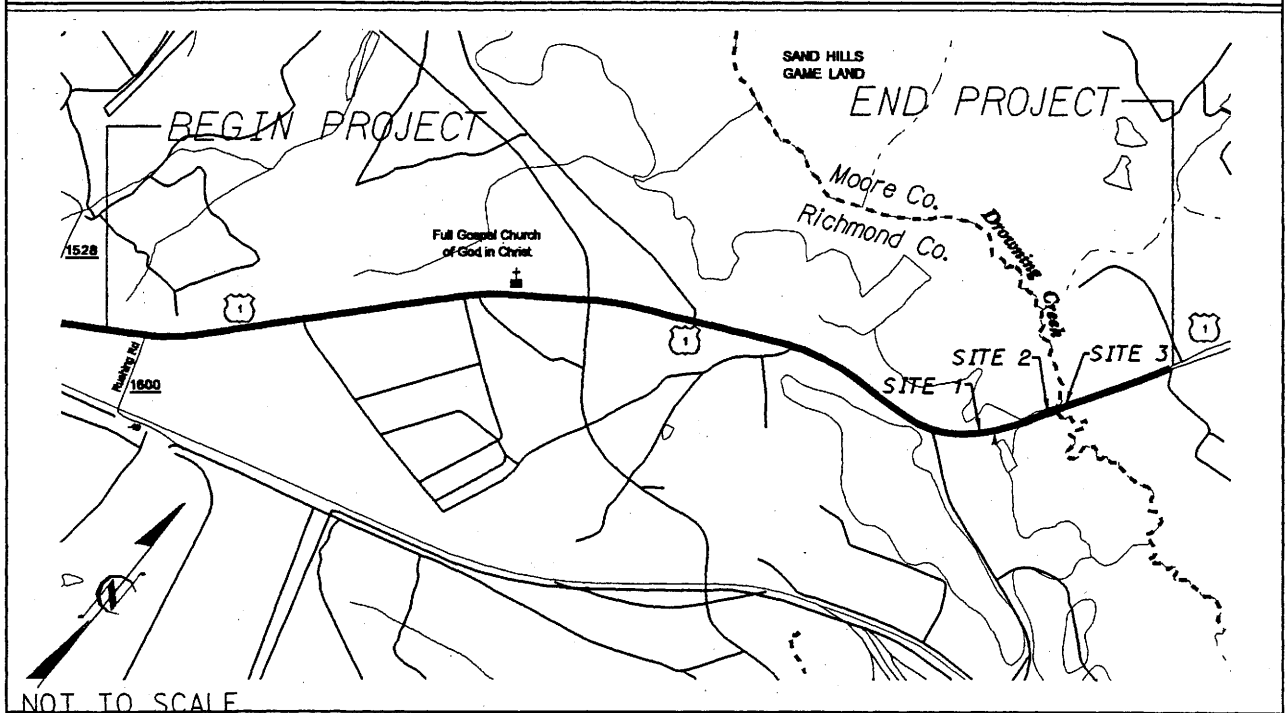 SAND HILLS
GAME LAND
END PROJECT
BEGIN PROJECT
Moore Co.
Richmond Co.
Drowning
Creek
Full Gospel Church
of God in Christ
1528
1
1
1
Rushing Rd
1600
SITE 1
SITE 2
SITE 3
NOT TO SCALE